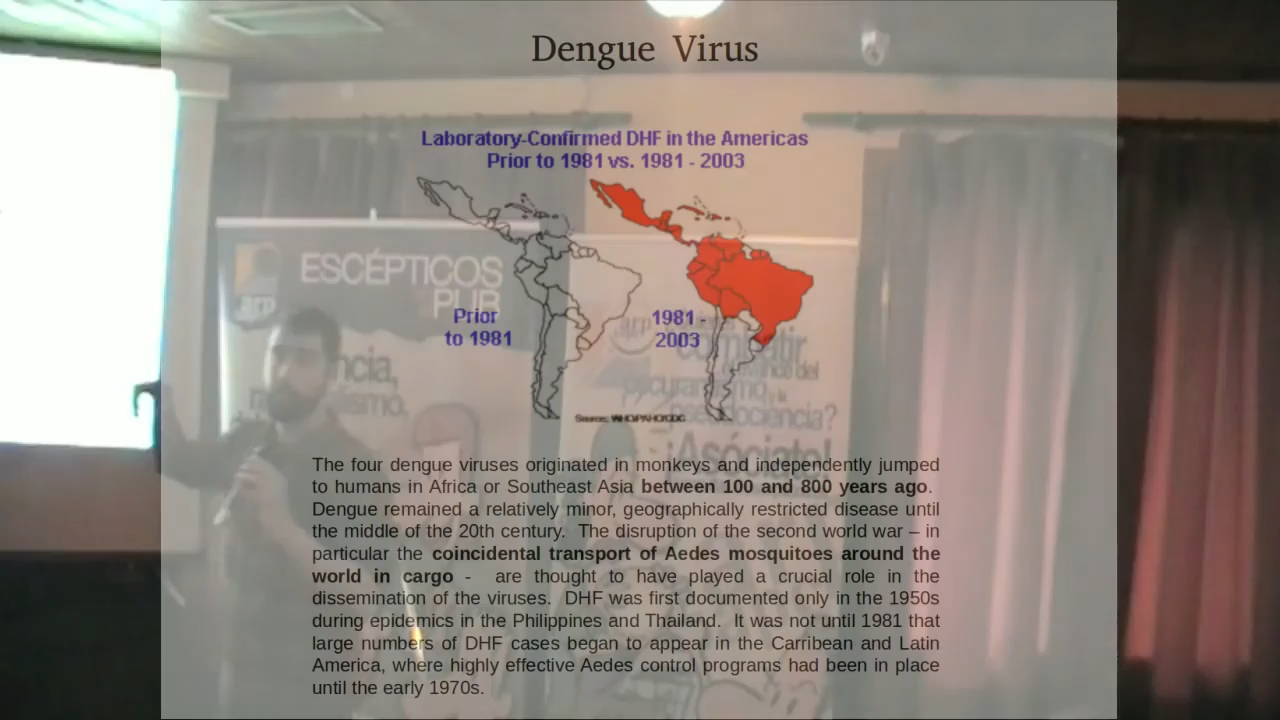 Dengue Virus
Laboratory-Confirmed DHF in the Americas
Prior to 1981 vs. 1981 - 2003
ESCÉPTICOS
PUB
arp
Prior
to 1981
1981 -
2003
arp
combatir
del
pseudociencia?
¡Asóciate!
The four dengue viruses originated in monkeys and independently jumped
to humans in Africa or Southeast Asia between 100 and 800 years ago.
Dengue remained a relatively minor, geographically restricted disease until
the middle of the 20th century. The disruption of the second world war – in
particular the coincidental transport of Aedes mosquitoes around the
world in cargo - are thought to have played a crucial role in the
dissemination of the viruses. DHF was first documented only in the 1950s
during epidemics in the Philippines and Thailand. It was not until 1981 that
large numbers of DHF cases began to appear in the Carribean and Latin
America, where highly effective Aedes control programs had been in place
until the early 1970s.